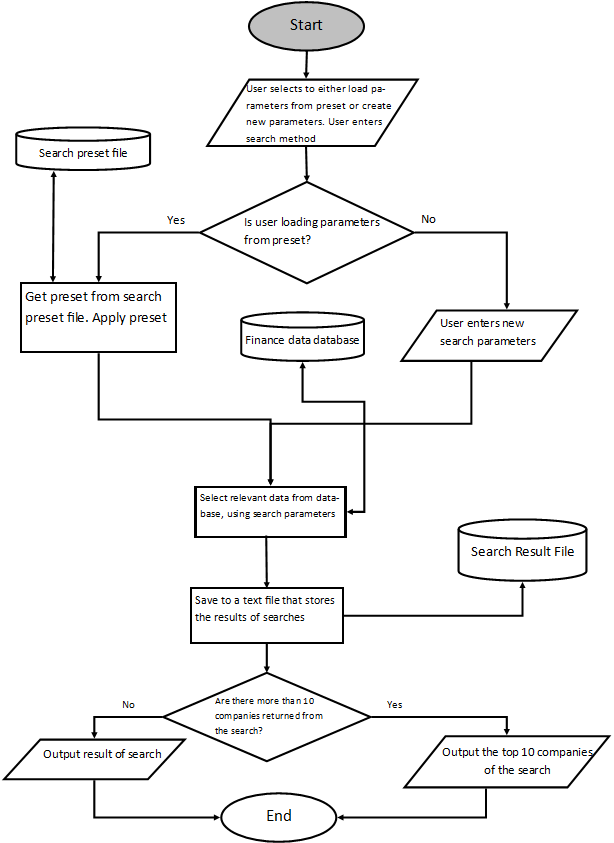 Start
User selects to either load pa-
rameters from preset or create
new parameters. User enters
search method
Search preset file
Is user loading parameters
from preset?
Yes
No
Get preset from search
preset file. Apply preset
User enters new
search parameters
Finance data database
Select relevant data from data-
base, using search parameters
Search Result File
Save to a text file that stores
the results of searches
Are there more than 10
companies returned from
the search?
No
Yes
Output result of search
Output the top 10 companies
of the search
End